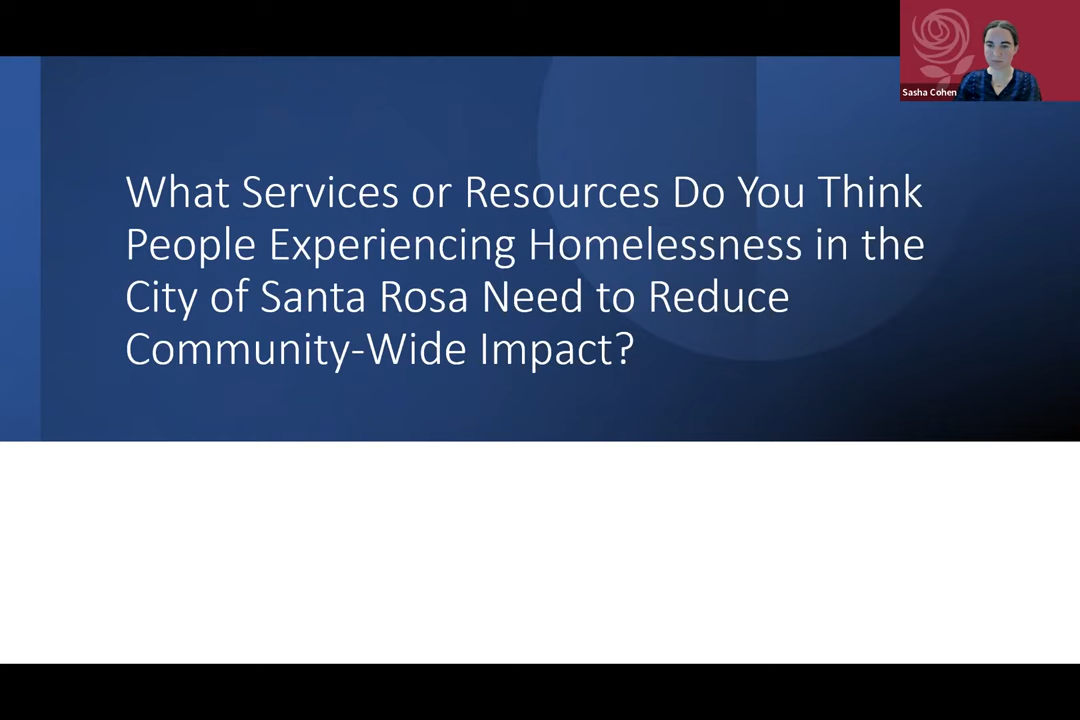 Sasha Cohen
What Services or Resources Do You Think
People Experiencing Homelessness in the
City of Santa Rosa Need to Reduce
Community-Wide Impact?